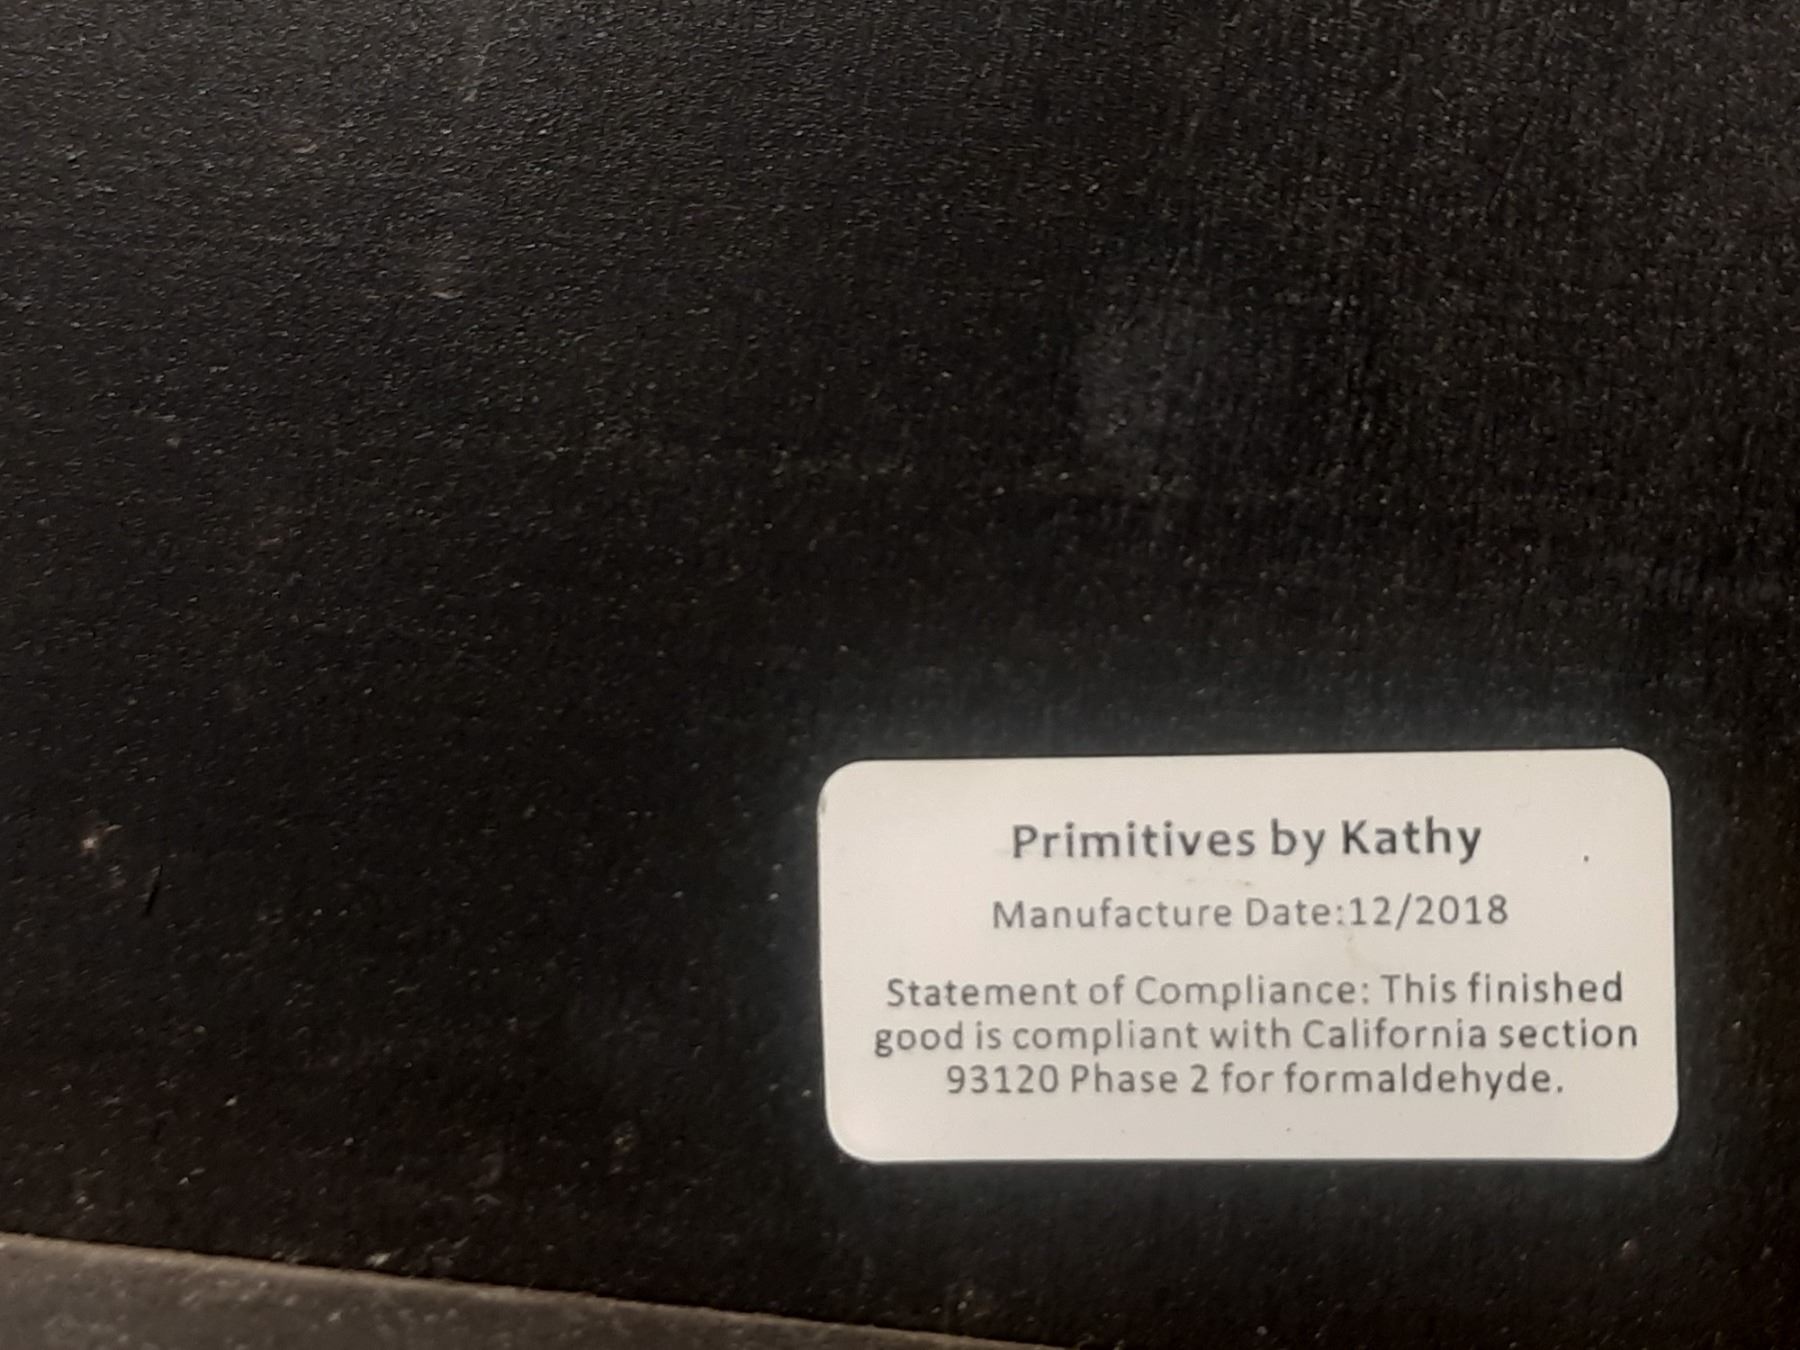 Primitives by Kathy
Manufacture Date:12/2018
Statement of Compliance: This finished
good is compliant with California section
93120 Phase 2 for formaldehyde.